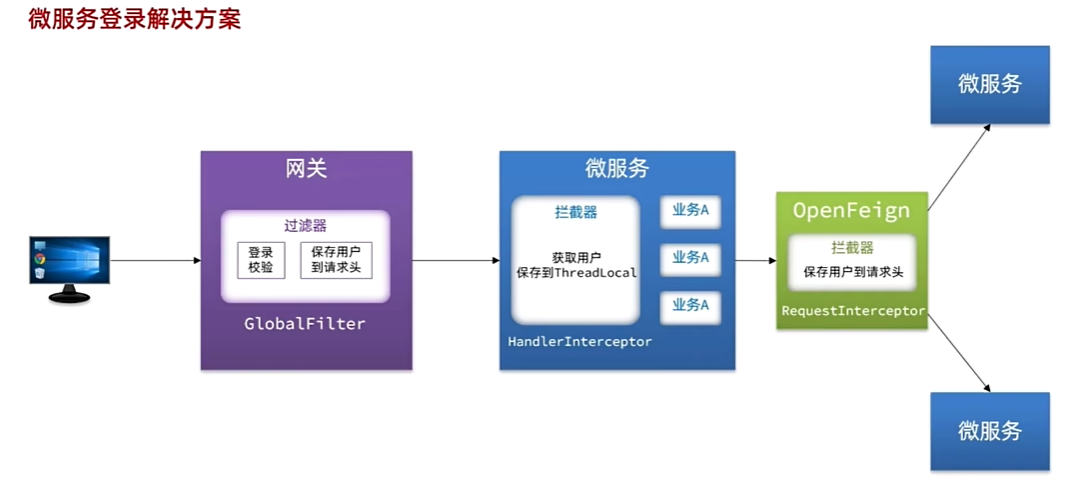 微服务登录解决方案
网关
过滤器
登录
校验
保存用户
到请求头
GlobalFilter
微服务
拦截器
获取用户
保存到ThreadLocal
HandlerInterceptor
业务A
业务A
业务A
OpenFeign
拦截器
保存用户到请求头
RequestInterceptor
微服务
微服务